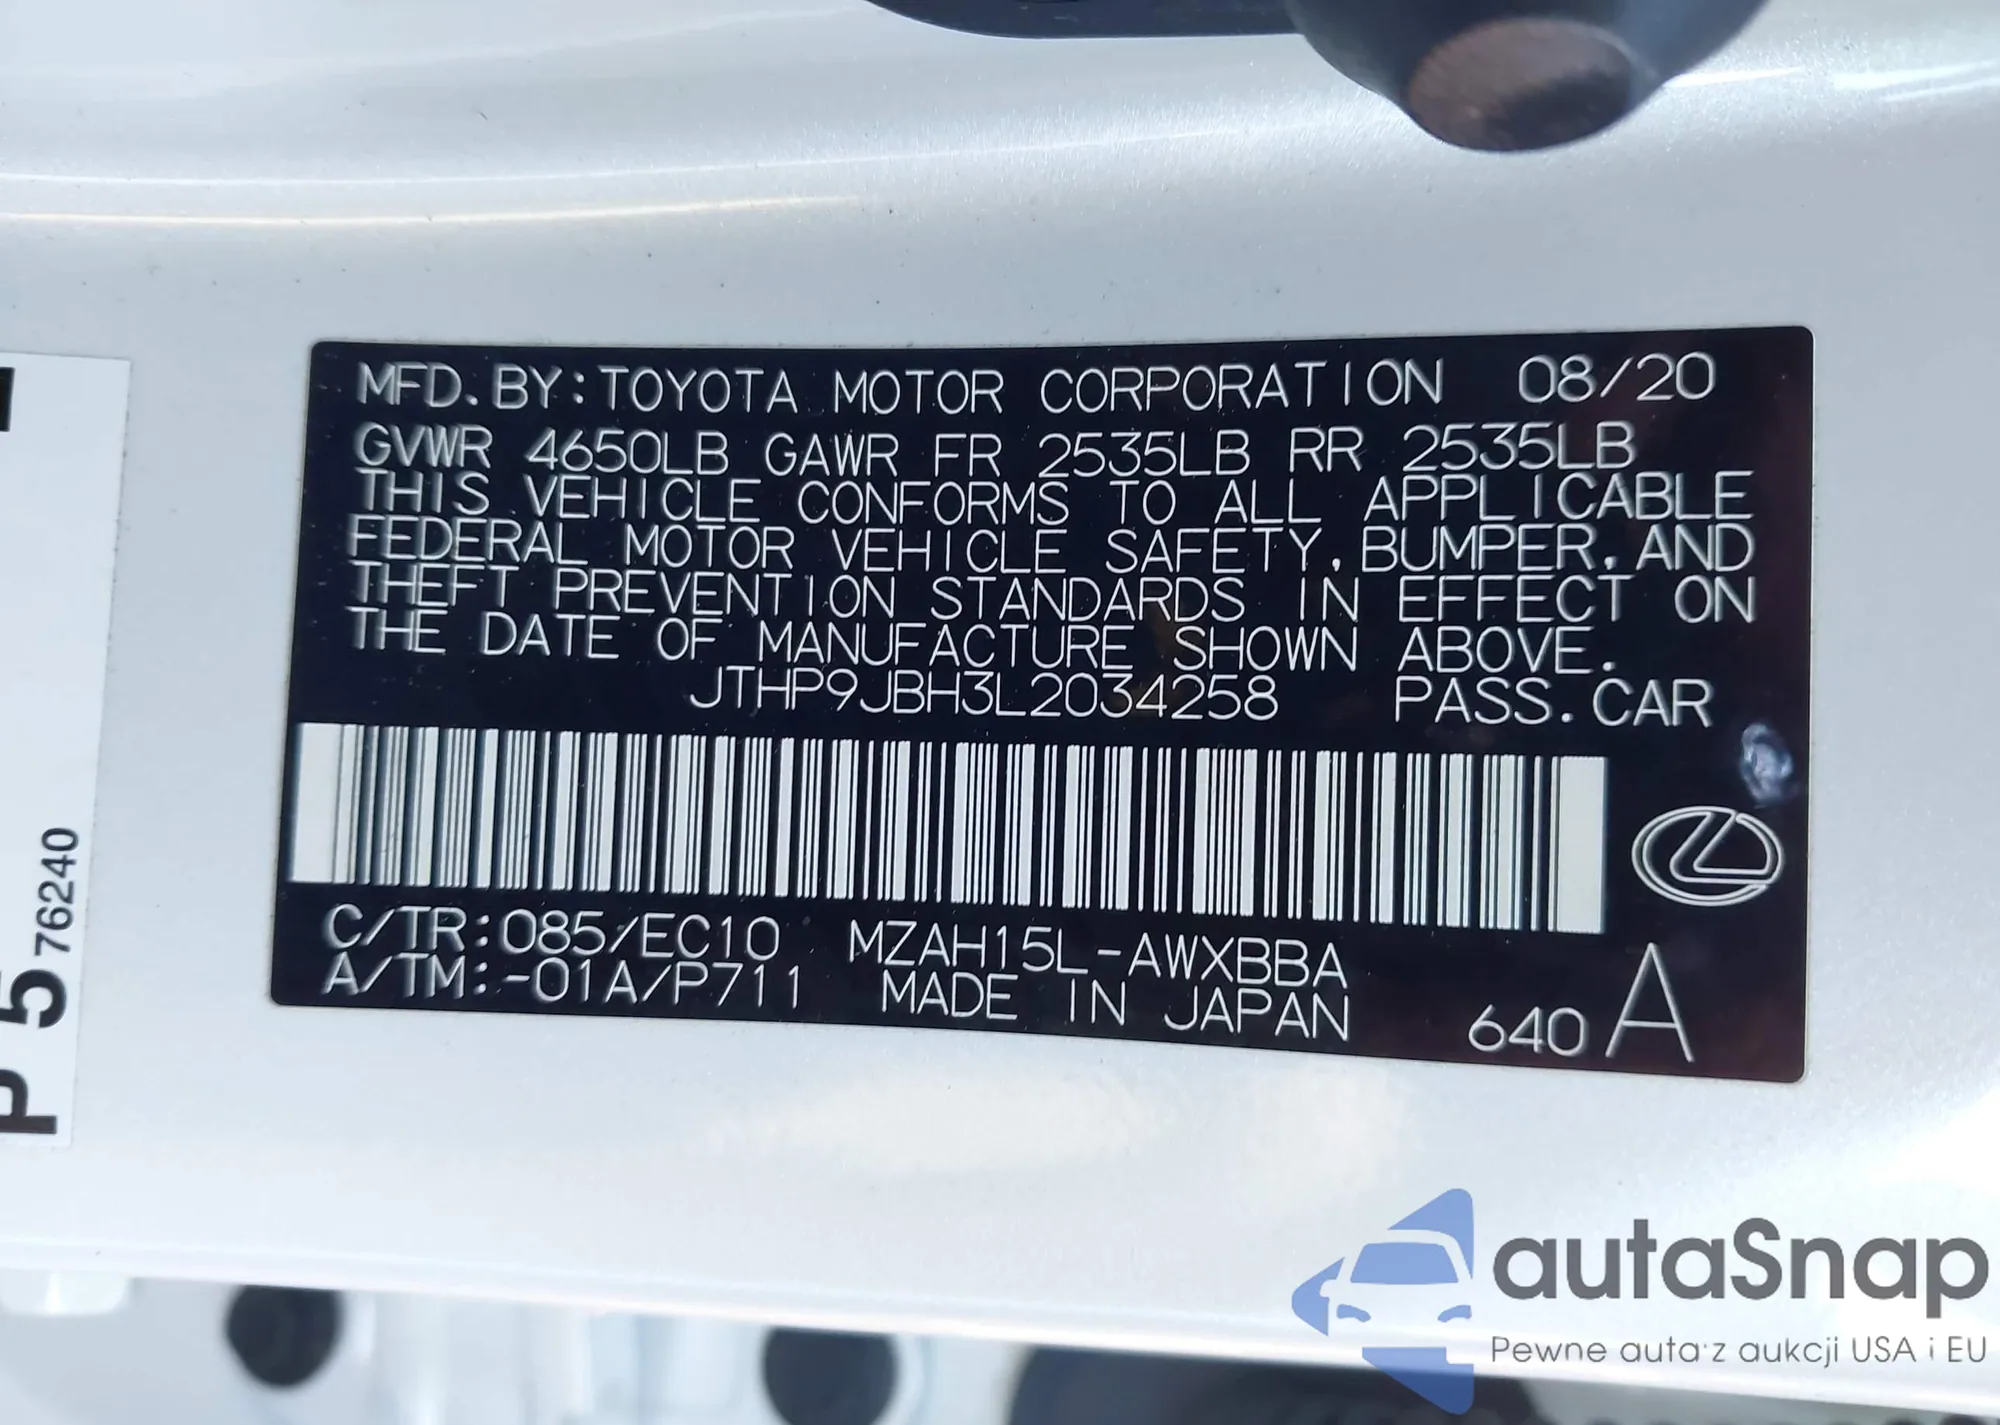 MFD. BY: TOYOTA MOTOR CORPORATION 08/20
GVWR 4650LB GAWR FR 2535LB RR 2535LB
THIS VEHICLE CONFORMS TO ALL APPLICABLE
FEDERAL MOTOR VEHICLE SAFETY, BUMPER, AND
THEFT PREVENTION STANDARDS IN EFFECT ON
THE DATE OF MANUFACTURE SHOWN ABOVE.
JTHP9JBH3L2034258 PASS. CAR
C/TR: 085/EC10 MZAH15L-AWXBBA
A/TM: -01A/P711 MADE IN JAPAN 640 A
P 5 76240
autaSnap
Pewne auta z aukcji USA i EU